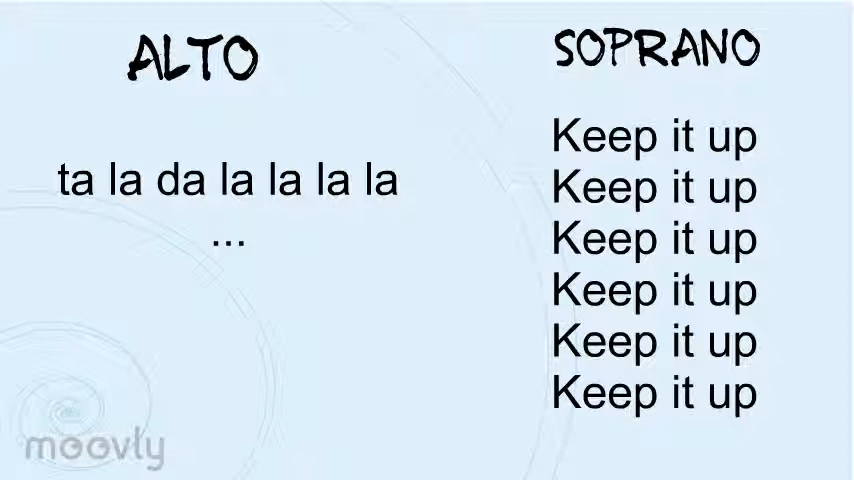 ALTO
ta la da la la la la
...
SOPRANO
Keep it up
Keep it up
Keep it up
Keep it up
Keep it up
Keep it up
moovly